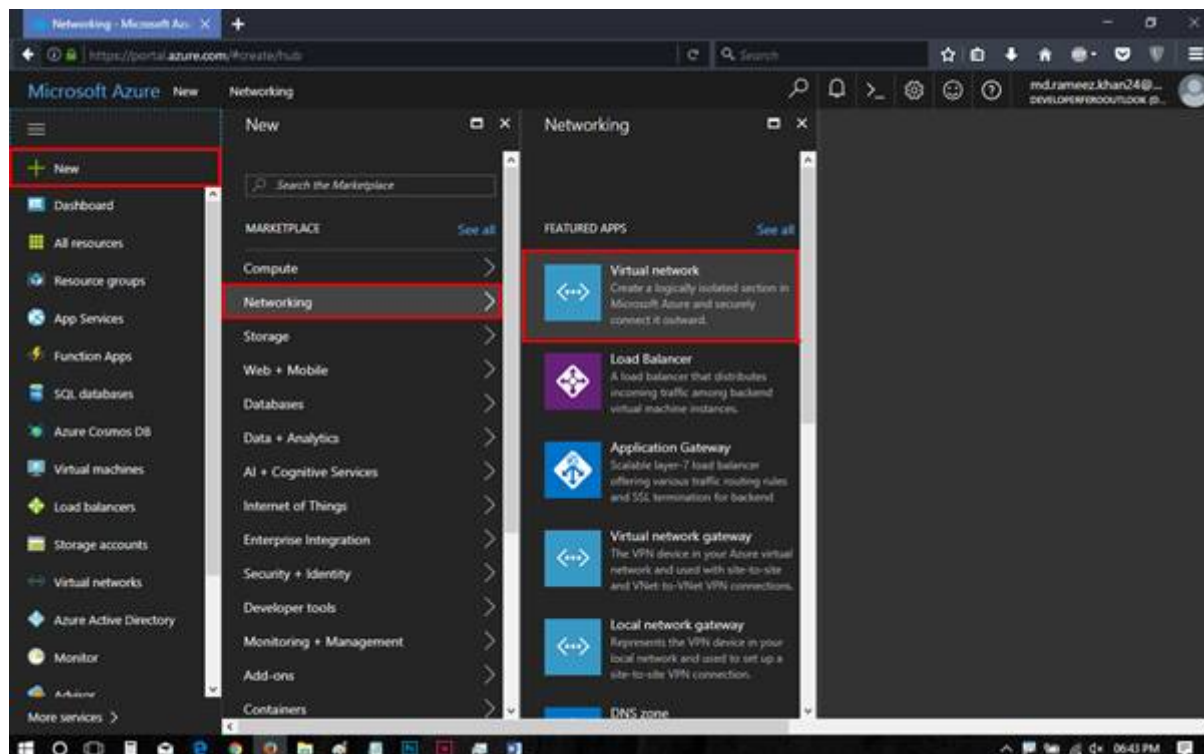 Networking - Microsoft Az
https://portal.azure.com/#create/hub
Search
Microsoft Azure New Networking
md.rameez.khan24@...
New
Dashboard
All resources
Resource groups
App Services
Function Apps
SQL databases
Azure Cosmos DB
Virtual machines
Load balancers
Storage accounts
Virtual networks
Azure Active Directory
Monitor
Advisor
More services >
New
Search the Marketplace
MARKETPLACE See all
Compute
Networking
Storage
Web + Mobile
Databases
Data + Analytics
AI + Cognitive Services
Internet of Things
Enterprise Integration
Security + Identity
Developer tools
Monitoring + Management
Add-ons
Containers
Networking
FEATURED APPS See all
Virtual network
Create a logically isolated section in
Microsoft Azure and securely
connect it outward.
Load Balancer
A load balancer that distributes
incoming traffic among backend
virtual machine instances.
Application Gateway
Scalable layer-7 load balancer
offering various traffic routing rules
and SSL termination for backend
Virtual network gateway
The VPN device in your Azure virtual
network and used with site-to-site
and VNet-to-VNet VPN connections.
Local network gateway
Represents the VPN device in your
local network and used to set up a
site-to-site VPN connection.
DNS zone
06:43 PM